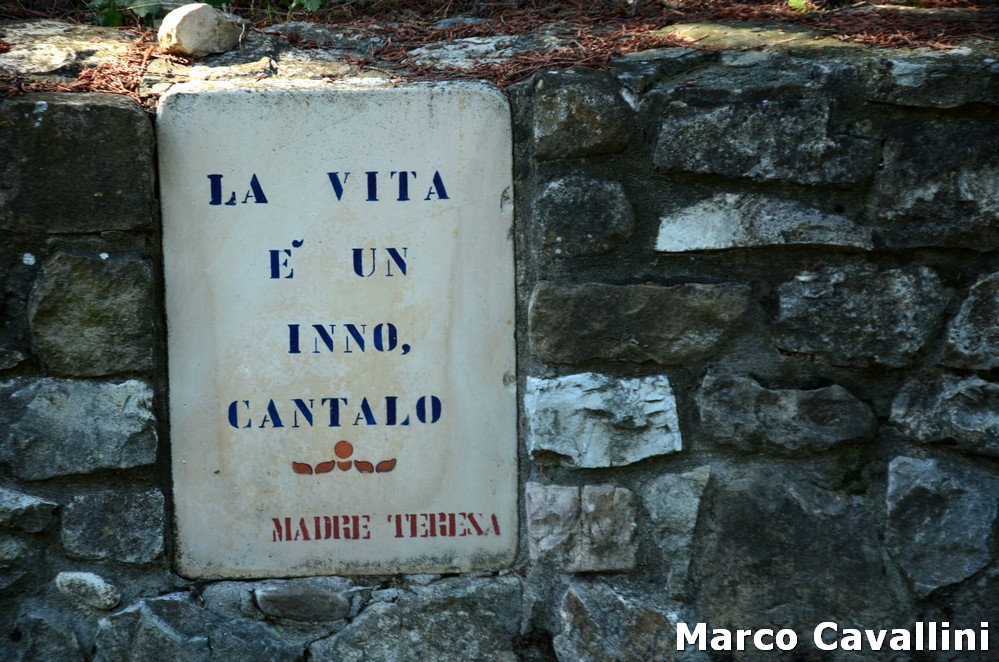 LA VITA
E' UN
INNO,
CANTALO
MADRE TERESA
Marco Cavallini